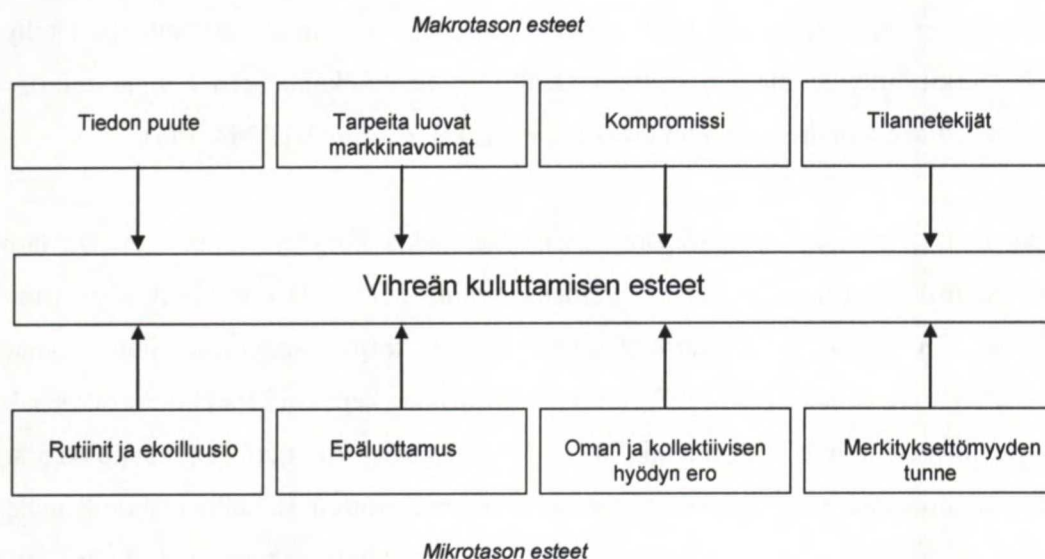 Makrotason esteet
Tiedon puute
Tarpeita luovat
markkinavoimat
Kompromissi
Tilannetekijät
Vihreän kuluttamisen esteet
Rutiinit ja ekoilluusio
Epäluottamus
Oman ja kollektiivisen
hyödyn ero
Merkityksettömyyden
tunne
Mikrotason esteet